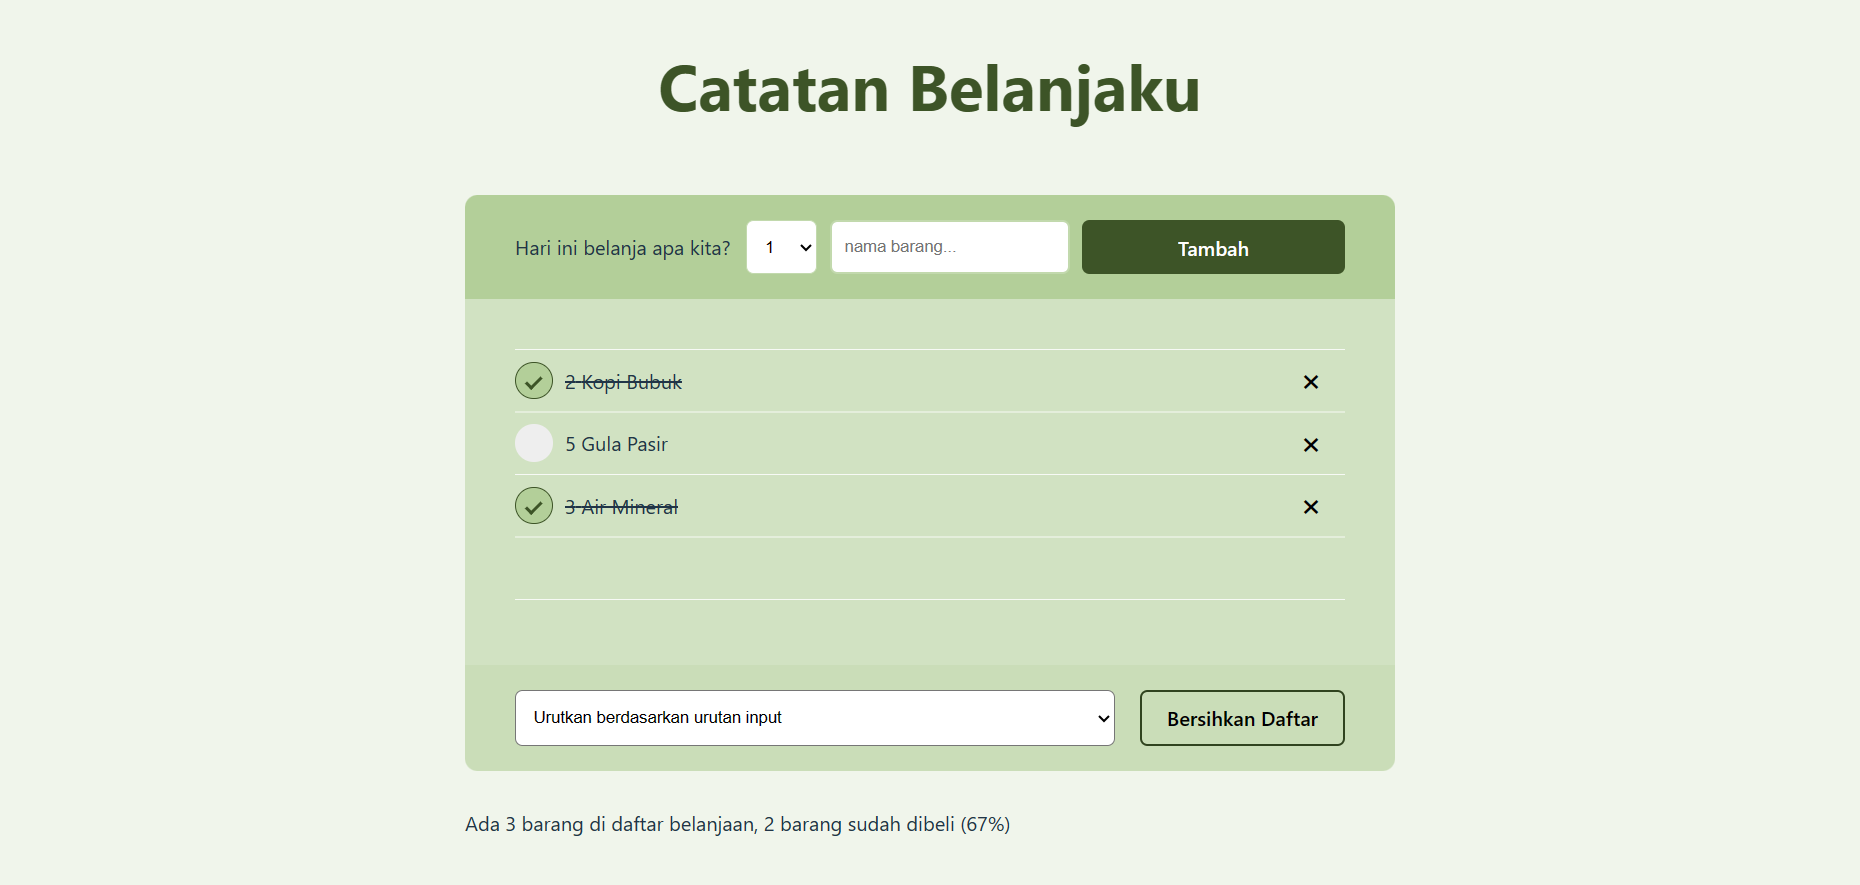 Catatan Belanjaku
Hari ini belanja apa kita? 1 nama barang... Tambah
2 Kopi Bubuk
5 Gula Pasir
3 Air Mineral
Urutkan berdasarkan urutan input Bersihkan Daftar
Ada 3 barang di daftar belanjaan, 2 barang sudah dibeli (67%)